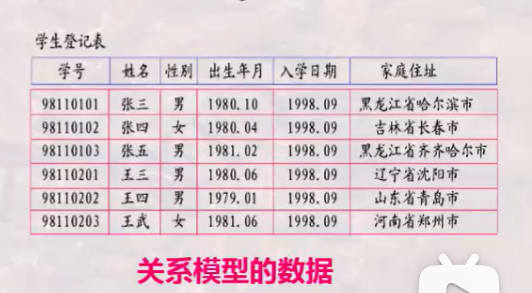 学生登记表
学号 姓名 性别 出生年月 入学日期 家庭住址
98110101 张三 男 1980.10 1998.09 黑龙江省哈尔滨市
98110102 张四 女 1980.04 1998.09 吉林省长春市
98110103 张五 男 1981.02 1998.09 黑龙江省齐齐哈尔市
98110201 王三 男 1980.06 1998.09 辽宁省沈阳市
98110202 王四 男 1979.01 1998.09 山东省青岛市
98110203 王武 女 1981.06 1998.09 河南省郑州市
关系模型的数据